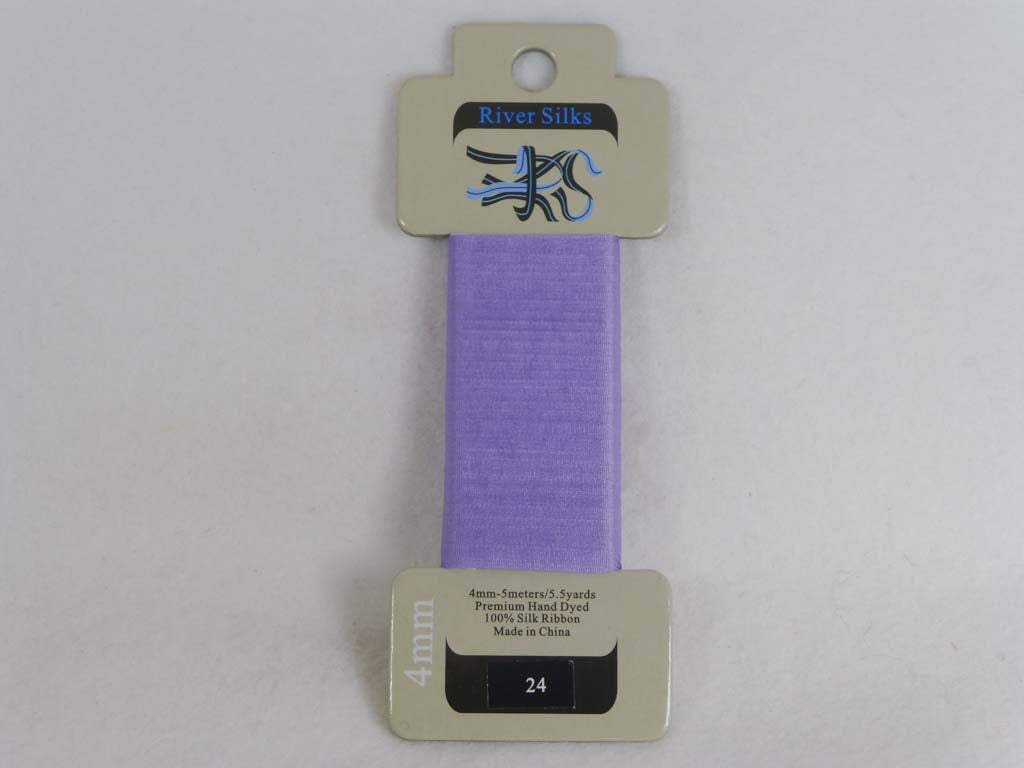 River Silks
4mm-5meters/5.5yards
Premium Hand Dyed
100% Silk Ribbon
Made in China
4mm
24